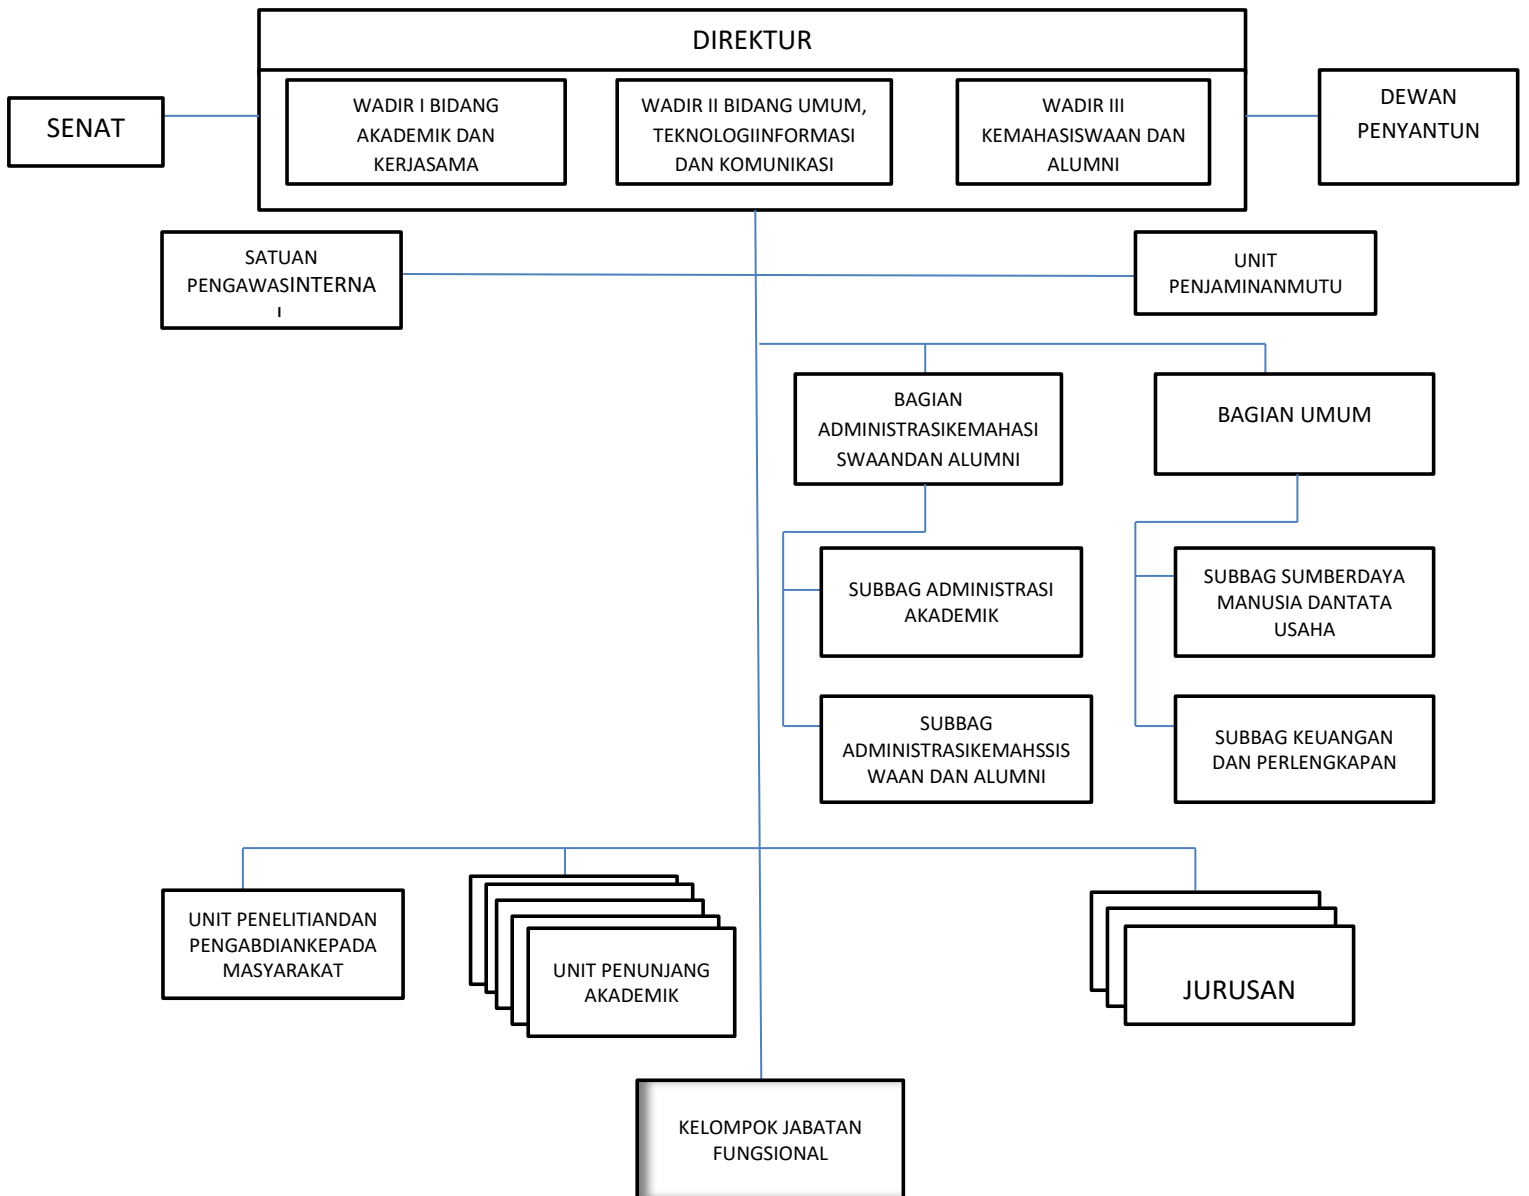 DIREKTUR
SENAT
WADIR I BIDANG
AKADEMIK DAN
KERJASAMA
WADIR II BIDANG UMUM,
TEKNOLOGIINFORMASI
DAN KOMUNIKASI
WADIR III
KEMAHASISWAAN DAN
ALUMNI
DEWAN
PENYANTUN
SATUAN
PENGAWASINTERNA
UNIT
PENJAMINANMUTU
BAGIAN
ADMINISTRASIKEMAHASI
SWAANDAN ALUMNI
BAGIAN UMUM
SUBBAG ADMINISTRASI
AKADEMIK
SUBBAG SUMBERDAYA
MANUSIA DANTATA
USAHA
SUBBAG
ADMINISTRASIKEMAHSSIS
WAAN DAN ALUMNI
SUBBAG KEUANGAN
DAN PERLENGKAPAN
UNIT PENELITIANDAN
PENGABDIANKEPADA
MASYARAKAT
UNIT PENUNJANG
AKADEMIK
JURUSAN
KELOMPOK JABATAN
FUNGSIONAL